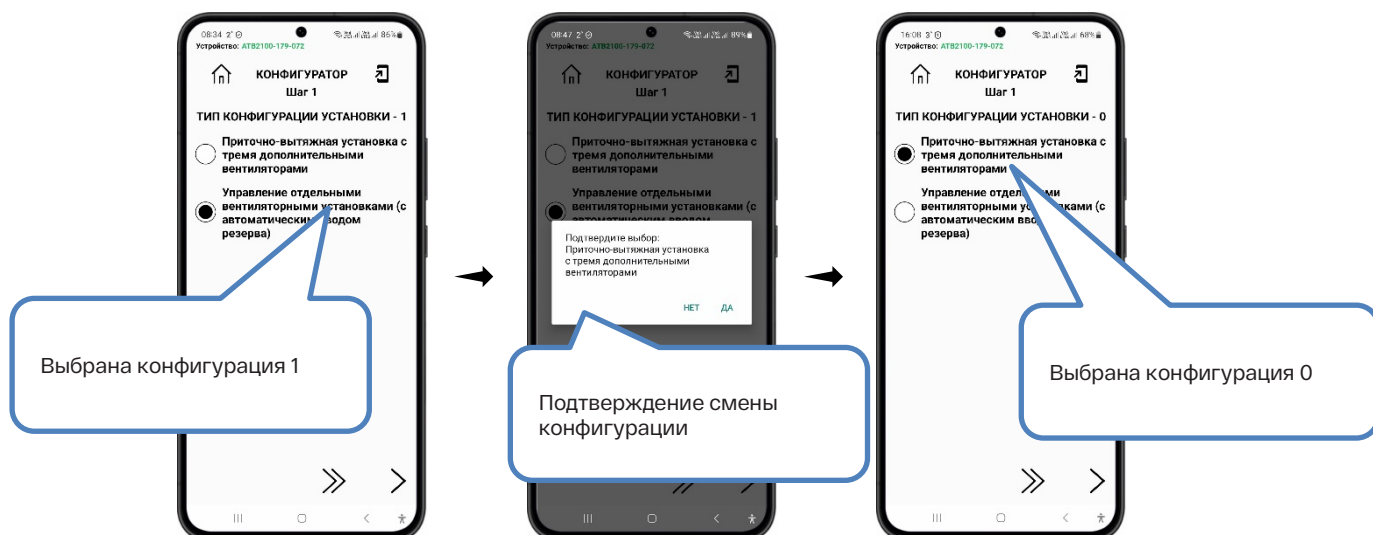 08:34 2°
86%
Устройство: ATB2100-179-072
КОНФИГУРАТОР
Шаг 1
ТИП КОНФИГУРАЦИИ УСТАНОВКИ - 1
Приточно-вытяжная установка с
тремя дополнительными
вентиляторами
Управление отдельными
вентиляторными установками (с
автоматическим вводом
резерва)
Выбрана конфигурация 1
08:47 2°
89%
Устройство: ATB2100-179-072
КОНФИГУРАТОР
Шаг 1
ТИП КОНФИГУРАЦИИ УСТАНОВКИ - 1
Приточно-вытяжная установка с
тремя дополнительными
вентиляторами
Управление отдельными
вентиляторными установками (с
автоматическим вводом
Подтвердите выбор:
Приточно-вытяжная установка
с тремя дополнительными
вентиляторами
НЕТ ДА
Подтверждение смены
конфигурации
16:08 3°
68%
Устройство: ATB2100-179-072
КОНФИГУРАТОР
Шаг 1
ТИП КОНФИГУРАЦИИ УСТАНОВКИ - 0
Приточно-вытяжная установка с
тремя дополнительными
вентиляторами
Управление отдельными
вентиляторными установками (с
автоматическим вводом
резерва)
Выбрана конфигурация 0